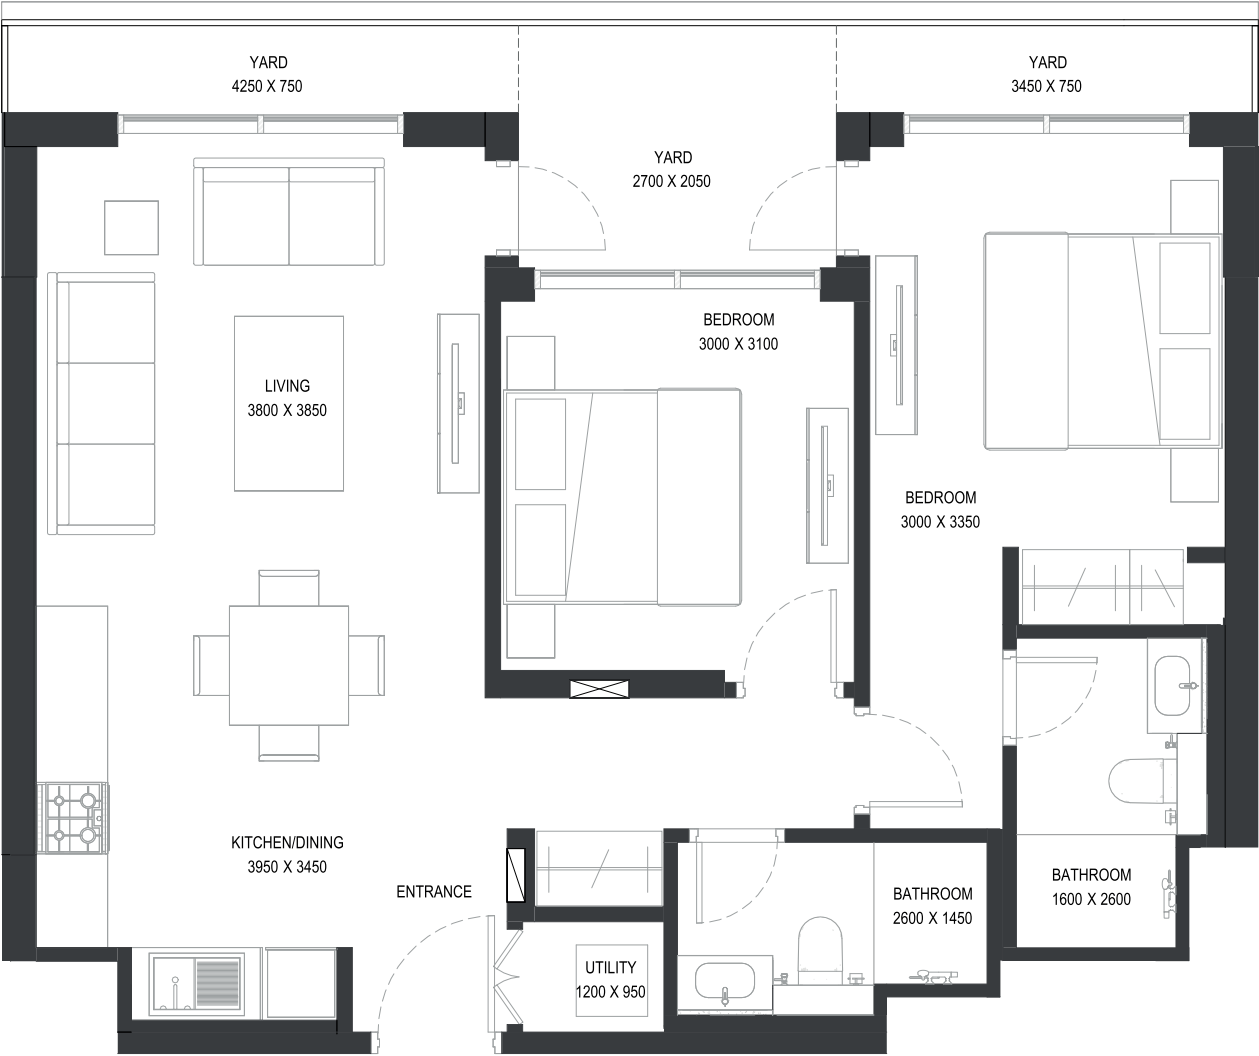 YARD
4250 X 750
YARD
3450 X 750
YARD
2700 X 2050
BEDROOM
3000 X 3100
LIVING
3800 X 3850
BEDROOM
3000 X 3350
KITCHEN/DINING
3950 X 3450
ENTRANCE
BATHROOM
2600 X 1450
BATHROOM
1600 X 2600
UTILITY
1200 X 950